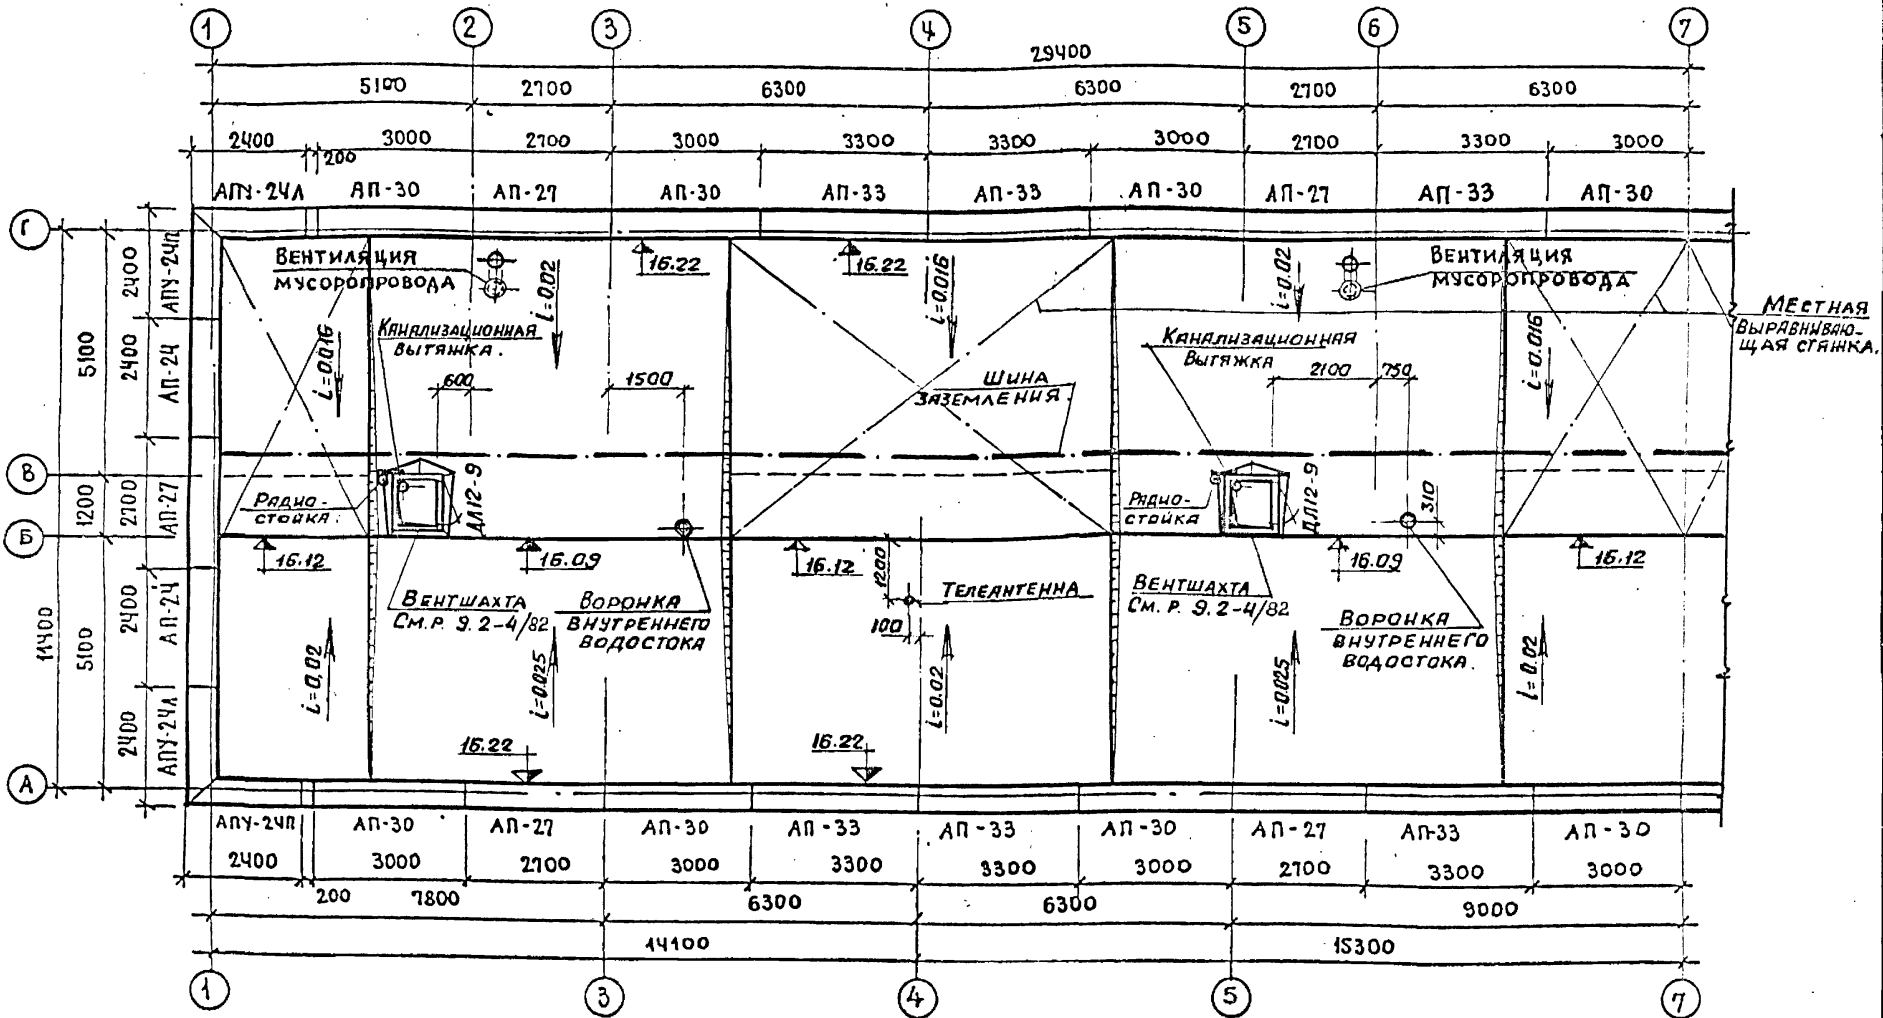 1 2 3 4 5 6 7
29400
5100 2700 6300 6300 2700 6300
2400 200 3000 2700 3000 3300 3300 3000 2700 3300 3000
АПУ-24Л АП-30 АП-27 АП-30 АП-33 АП-33 АП-30 АП-27 АП-33 АП-30
Г
В
Б
А
11400
5100
1200
5100
2400
2400
2700
2400
2400
АПУ-24П
АП-24
АП-27
АП-24
АПУ-24Л
ВЕНТИЛЯЦИЯ
МУСОРОПРОВОДА
i=0.02
16.22
16.22
i=0.016
i=0.02
ВЕНТИЛЯЦИЯ
МУСОРОПРОВОДА
МЕСТНАЯ
ВЫРАВНИВАЮ-
ЩАЯ СТЯЖКА.
i=0.016
КАНАЛИЗАЦИОННАЯ
ВЫТЯЖКА.
600
1500
ШИНА
ЗАЗЕМЛЕНИЯ.
КАНАЛИЗАЦИОННАЯ
ВЫТЯЖКА
2100
750
i=0.016
РАДИО-
СТОЙКА.
ДЛ12-9
РАДИО-
СТОЙКА
ДЛ12-9
310
16.12
16.09
16.12
1200
16.09
16.12
ВЕНТШАХТА
СМ. Р. 9.2-4/82
ВОРОНКА
ВНУТРЕННЕГО
ВОДОСТОКА
ТЕЛЕАНТЕННА
100
ВЕНТШАХТА
СМ. Р. 9.2-4/82
ВОРОНКА
ВНУТРЕННЕГО
ВОДОСТОКА.
i=0,02
i=0.025
i=0.02
i=0.025
i=0.02
16.22
16.22
АПУ-24П АП-30 АП-27 АП-30 АП-33 АП-33 АП-30 АП-27 АП-33 АП-30
2400 3000 2700 3000 3300 3300 3000 2700 3300 3000
200 7800 6300 6300 9000
14100 15300
1 3 4 5 7